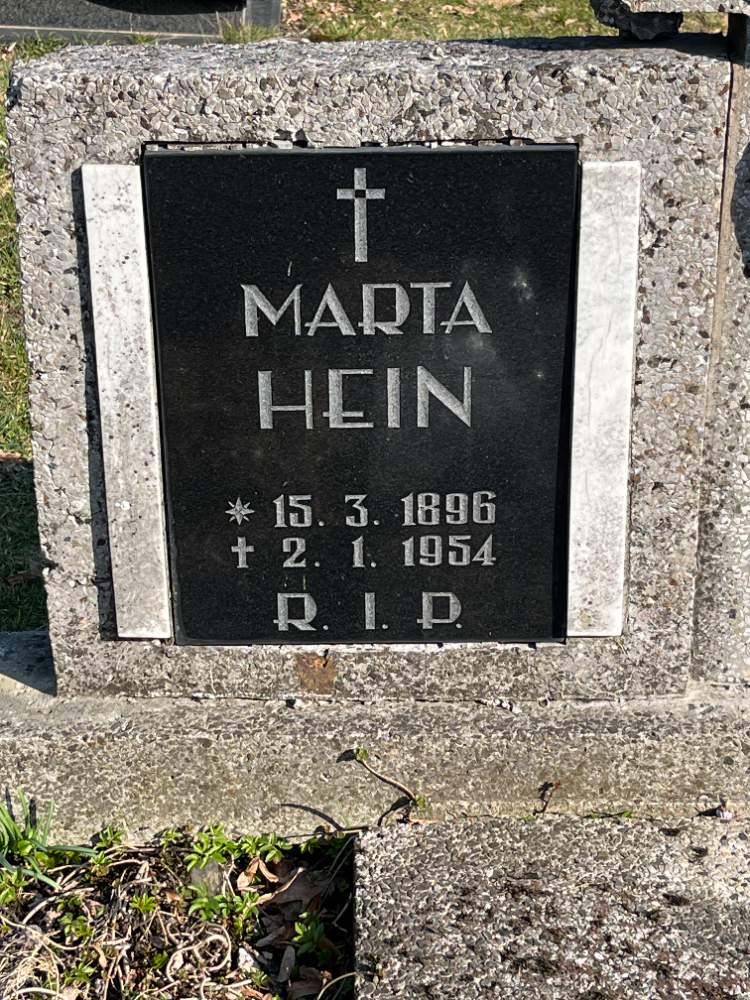 MARTA
HEIN
* 15. 3. 1896
† 2. 1. 1954
R. I. P.